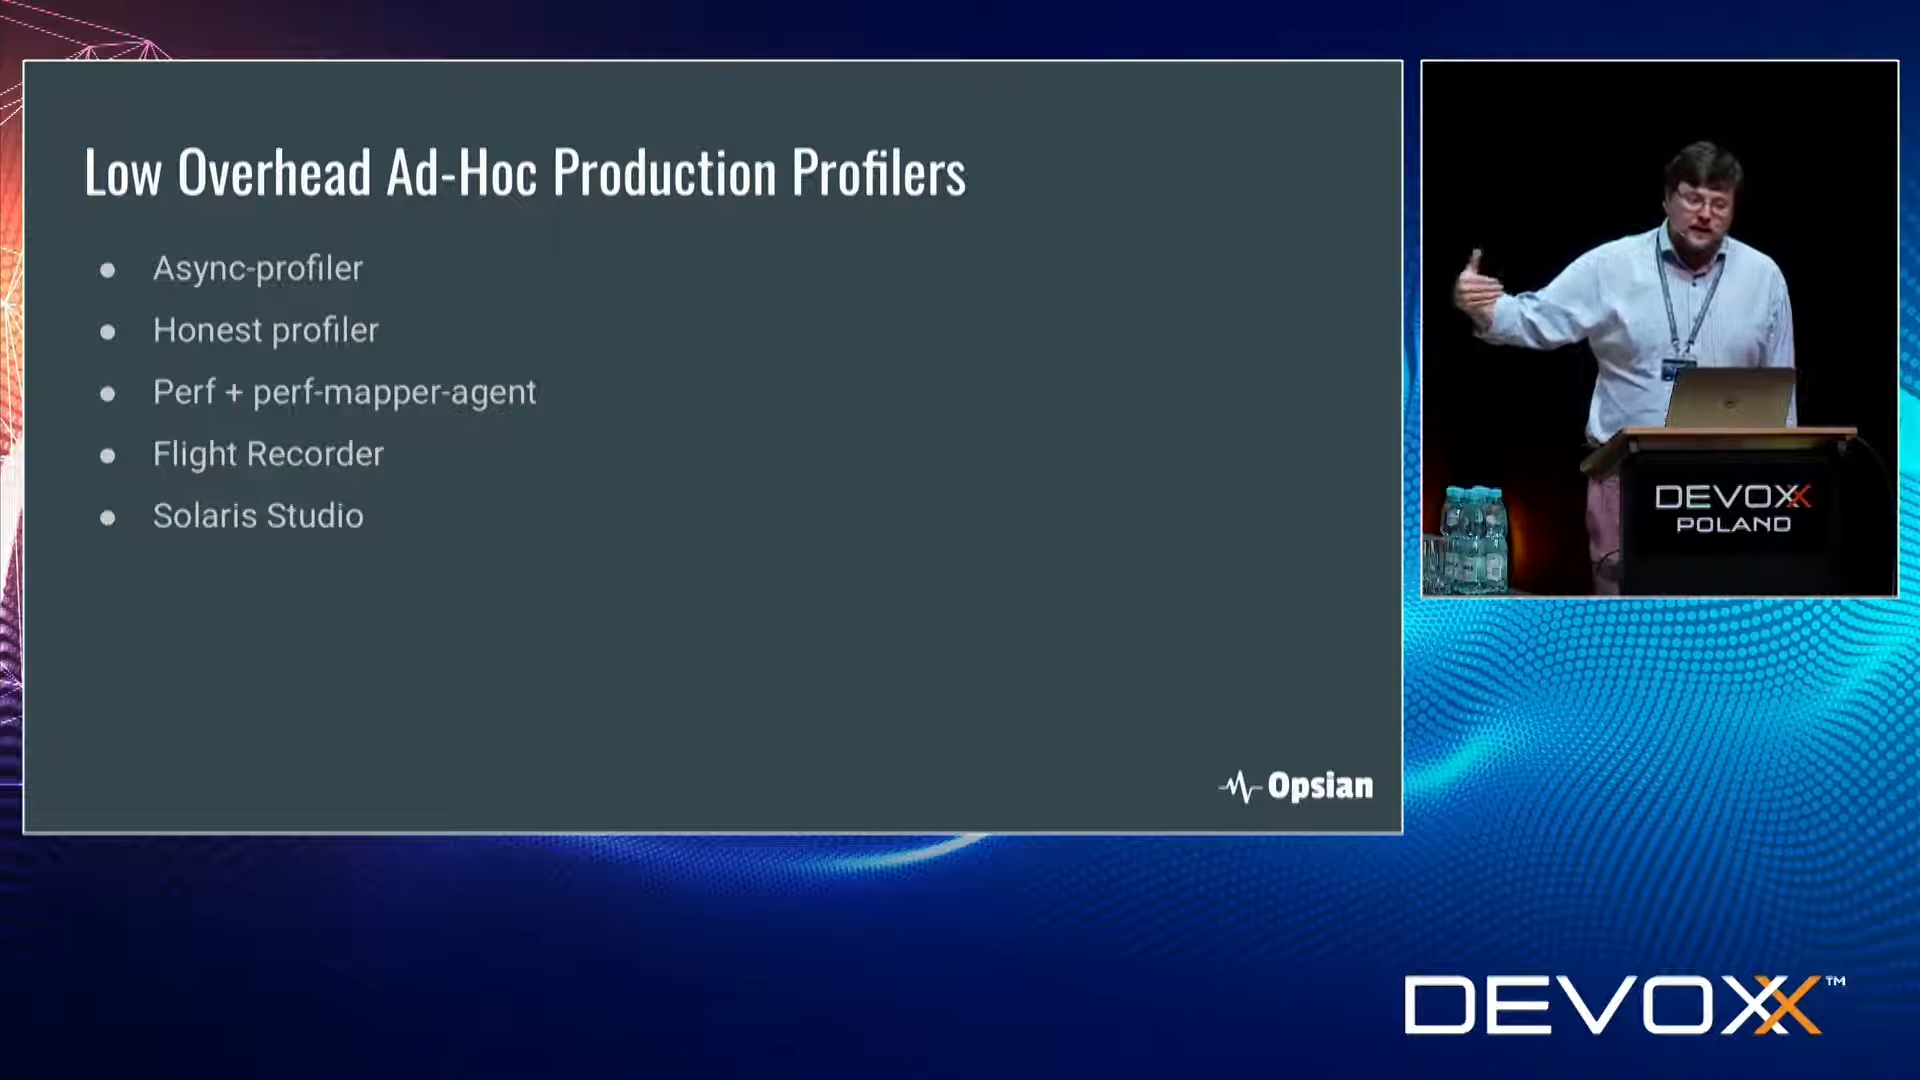 Low Overhead Ad-Hoc Production Profilers
● Async-profiler
● Honest profiler
● Perf + perf-mapper-agent
● Flight Recorder
● Solaris Studio
Opsian
DEVOXX
POLAND
DEVOXX™